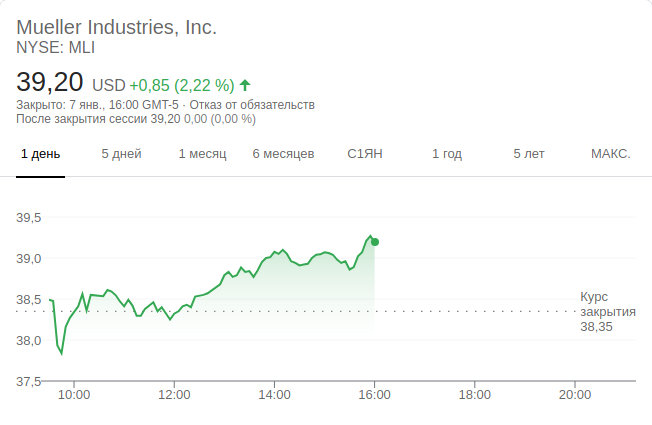 Mueller Industries, Inc.
NYSE: MLI
39,20 USD +0,85 (2,22 %)
Закрыто: 7 янв., 16:00 GMT-5 · Отказ от обязательств
После закрытия сессии 39,20 0,00 (0,00 %)
1 день 5 дней 1 месяц 6 месяцев С1ЯН 1 год 5 лет МАКС.
39,5
39,0
38,5
38,0
37,5
Курс
закрытия
38,35
10:00 12:00 14:00 16:00 18:00 20:00